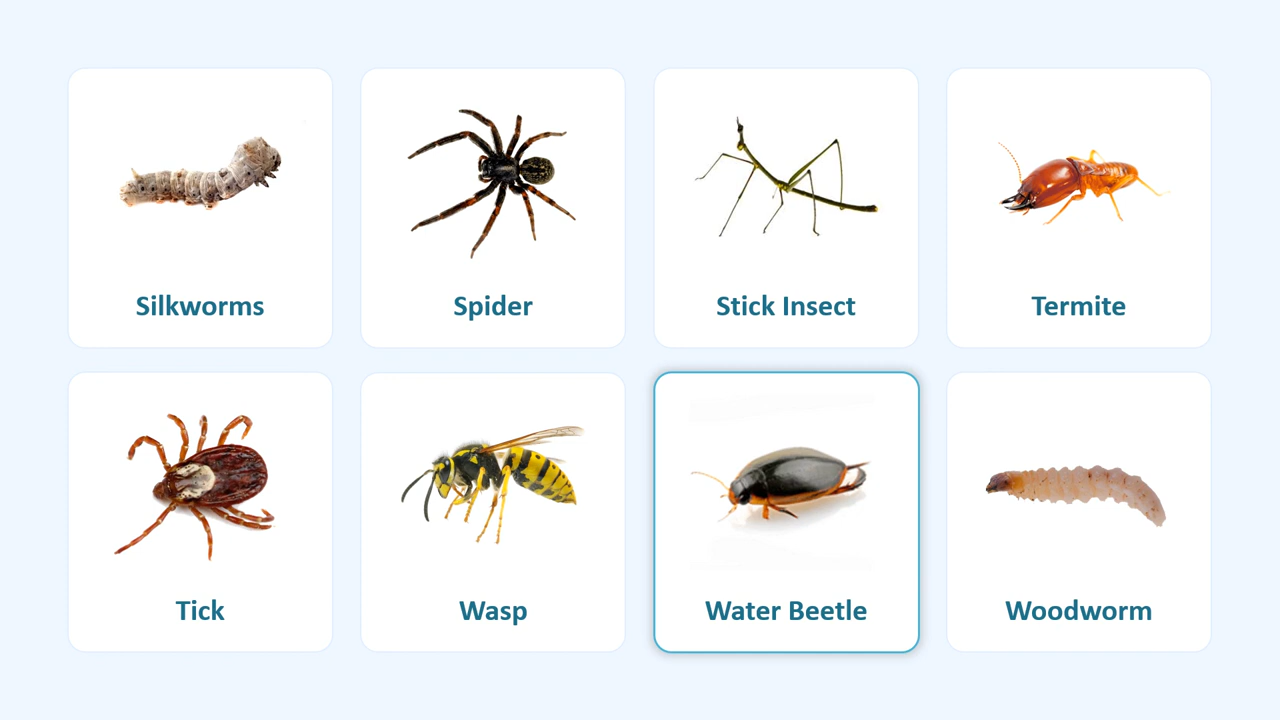 Silkworms
Spider
Stick Insect
Termite
Tick
Wasp
Water Beetle
Woodworm